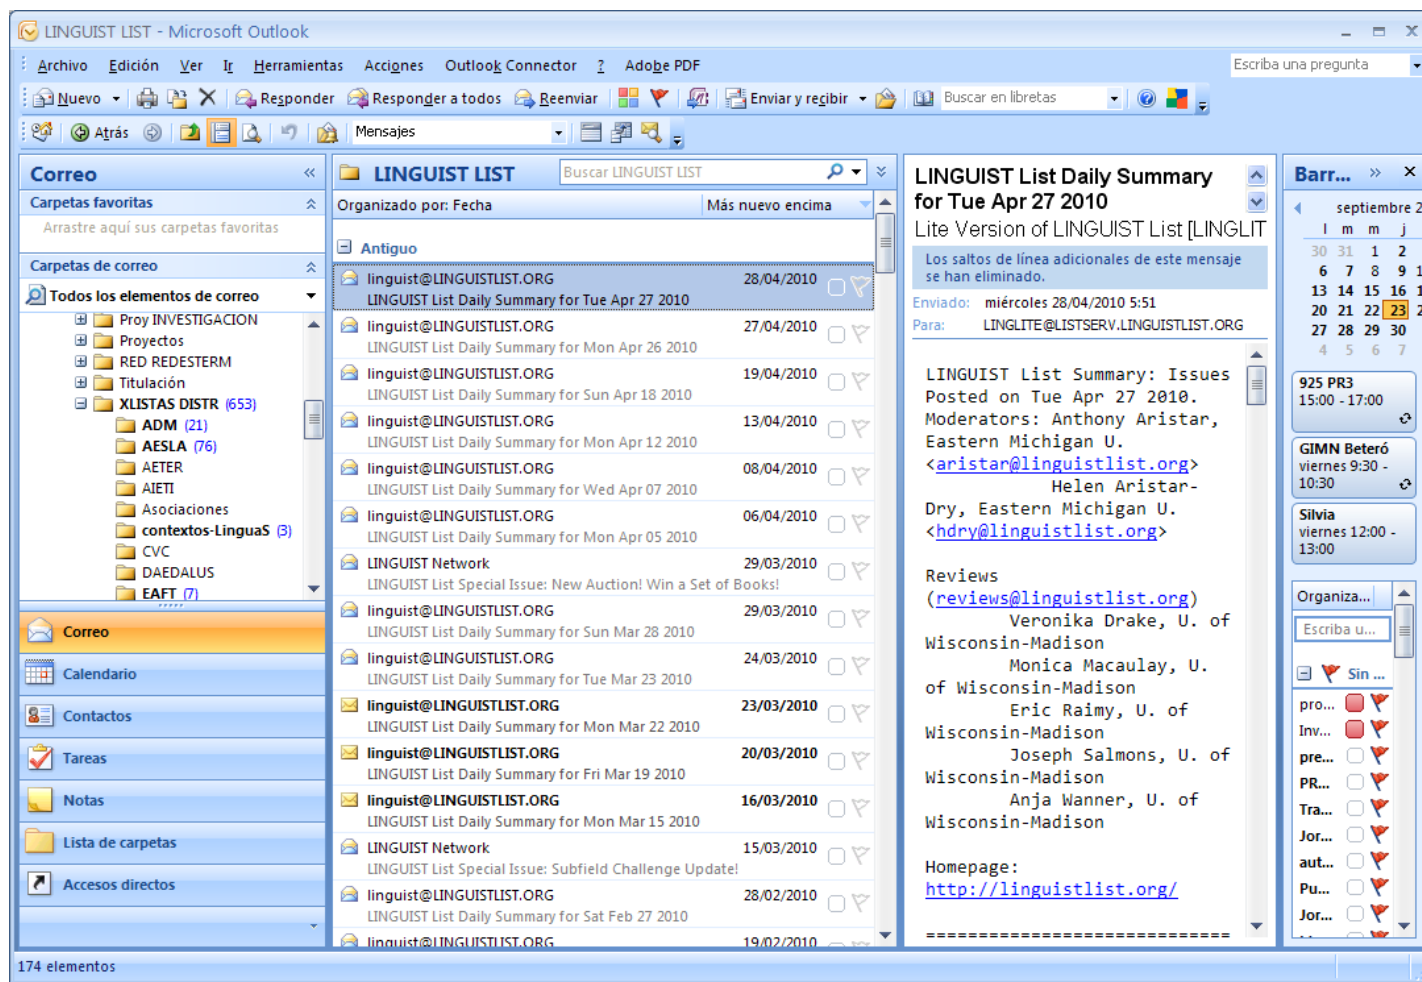 LINGUIST LIST - Microsoft Outlook
Archivo Edición Ver Ir Herramientas Acciones Outlook Connector ? Adobe PDF
Escriba una pregunta
Nuevo Responder Responder a todos Reenviar Enviar y recibir Buscar en libretas
Atrás Mensajes
Correo
Carpetas favoritas
Arrastre aquí sus carpetas favoritas
Carpetas de correo
Todos los elementos de correo
Proy INVESTIGACION
Proyectos
RED REDESTERM
Titulación
XLISTAS DISTR (653)
ADM (21)
AESLA (76)
AETER
AIETI
Asociaciones
contextos-LinguaS (3)
CVC
DAEDALUS
EAFT (7)
Correo
Calendario
Contactos
Tareas
Notas
Lista de carpetas
Accesos directos
LINGUIST LIST
Buscar LINGUIST LIST
Organizado por: Fecha Más nuevo encima
Antiguo
linguist@LINGUISTLIST.ORG 28/04/2010
LINGUIST List Daily Summary for Tue Apr 27 2010
linguist@LINGUISTLIST.ORG 27/04/2010
LINGUIST List Daily Summary for Mon Apr 26 2010
linguist@LINGUISTLIST.ORG 19/04/2010
LINGUIST List Daily Summary for Sun Apr 18 2010
linguist@LINGUISTLIST.ORG 13/04/2010
LINGUIST List Daily Summary for Mon Apr 12 2010
linguist@LINGUISTLIST.ORG 08/04/2010
LINGUIST List Daily Summary for Wed Apr 07 2010
linguist@LINGUISTLIST.ORG 06/04/2010
LINGUIST List Daily Summary for Mon Apr 05 2010
LINGUIST Network 29/03/2010
LINGUIST List Special Issue: New Auction! Win a Set of Books!
linguist@LINGUISTLIST.ORG 29/03/2010
LINGUIST List Daily Summary for Sun Mar 28 2010
linguist@LINGUISTLIST.ORG 24/03/2010
LINGUIST List Daily Summary for Tue Mar 23 2010
linguist@LINGUISTLIST.ORG 23/03/2010
LINGUIST List Daily Summary for Mon Mar 22 2010
linguist@LINGUISTLIST.ORG 20/03/2010
LINGUIST List Daily Summary for Fri Mar 19 2010
linguist@LINGUISTLIST.ORG 16/03/2010
LINGUIST List Daily Summary for Mon Mar 15 2010
LINGUIST Network 15/03/2010
LINGUIST List Special Issue: Subfield Challenge Update!
linguist@LINGUISTLIST.ORG 28/02/2010
LINGUIST List Daily Summary for Sat Feb 27 2010
linguist@LINGUISTLIST.ORG 19/02/2010
LINGUIST List Daily Summary
for Tue Apr 27 2010
Lite Version of LINGUIST List [LINGLIT
Los saltos de línea adicionales de este mensaje
se han eliminado.
Enviado: miércoles 28/04/2010 5:51
Para: LINGLITE@LISTSERV.LINGUISTLIST.ORG
LINGUIST List Summary: Issues
Posted on Tue Apr 27 2010.
Moderators: Anthony Aristar,
Eastern Michigan U.
<aristar@linguistlist.org>
Helen Aristar-
Dry, Eastern Michigan U.
<hdry@linguistlist.org>
Reviews
(reviews@linguistlist.org)
Veronika Drake, U. of
Wisconsin-Madison
Monica Macaulay, U.
of Wisconsin-Madison
Eric Raimy, U. of
Wisconsin-Madison
Joseph Salmons, U. of
Wisconsin-Madison
Anja Wanner, U. of
Wisconsin-Madison
Homepage:
http://linguistlist.org/
=============================
Barr...
septiembre 2
l m m j
30 31 1 2
6 7 8 9 1
13 14 15 16 1
20 21 22 23 2
27 28 29 30
4 5 6 7
925 PR3
15:00 - 17:00
GIMN Beteró
viernes 9:30 -
10:30
Silvia
viernes 12:00 -
13:00
Organiza...
Escriba u...
Sin ...
pro...
Inv...
pre...
PR...
Tra...
Jor...
aut...
Pu...
Jor...
174 elementos